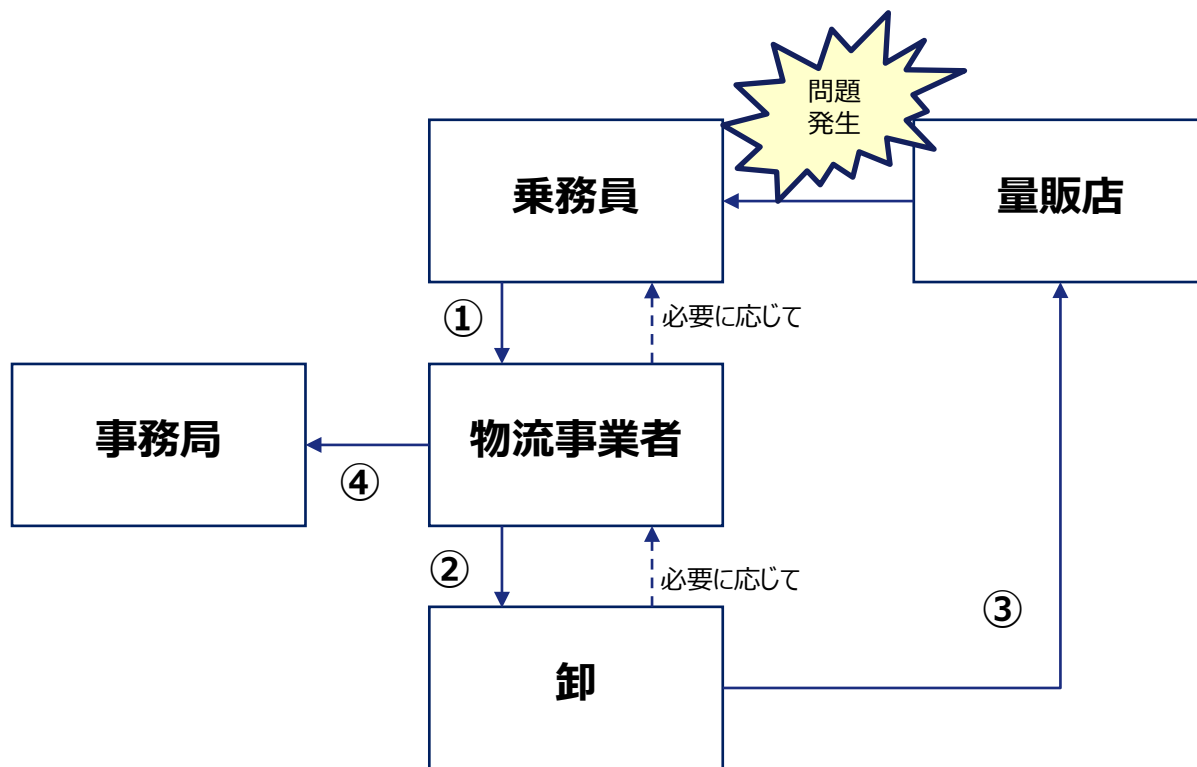 問題
発生
乗務員
量販店
①
必要に応じて
事務局
物流事業者
④
②
必要に応じて
③
卸